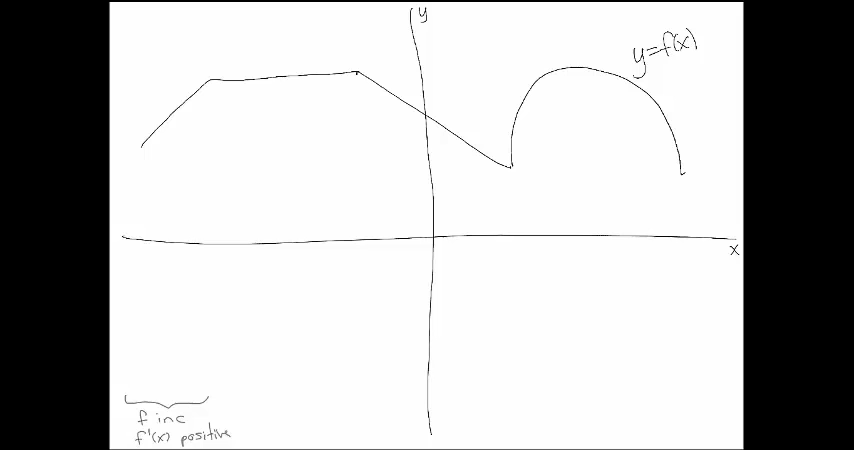 y
y=f(x)
x
f inc
f'(x) positive